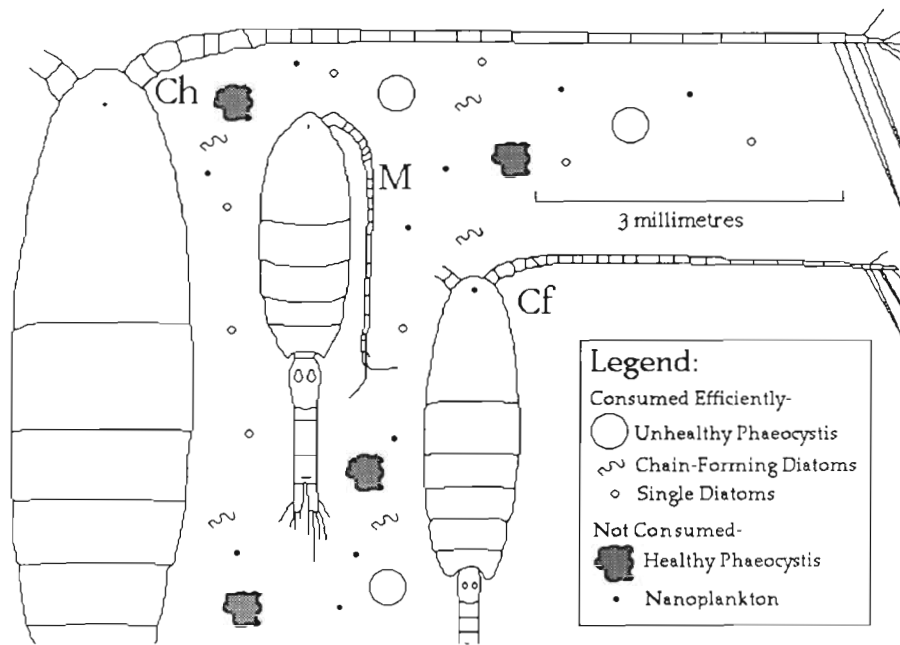 Ch
M
3 millimetres
Cf
Legend:
Consumed Efficiently-
Unhealthy Phaeocystis
Chain-Forming Diatoms
Single Diatoms
Not Consumed-
Healthy Phaeocystis
Nanoplankton